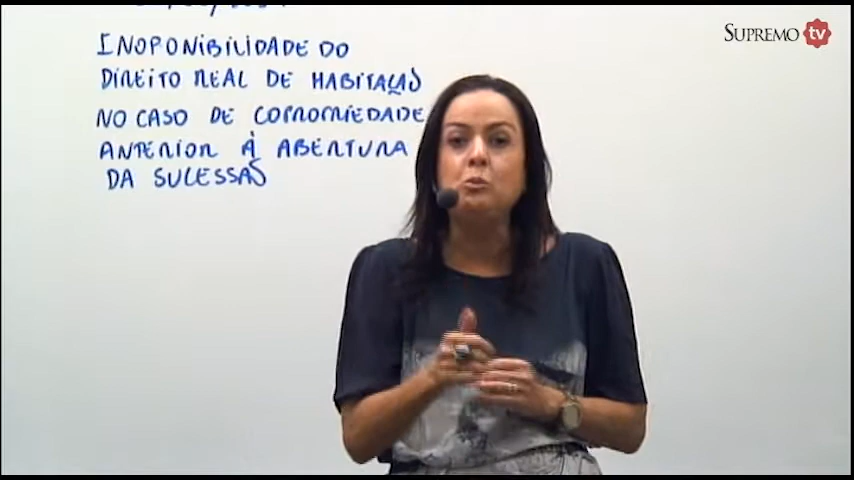 SUPREMO tv
INOPONIBILIDADE DO
DIREITO REAL DE HABITAÇÃO
NO CASO DE COPROPRIEDADE
ANTERIOR À ABERTURA
DA SUCESSÃO